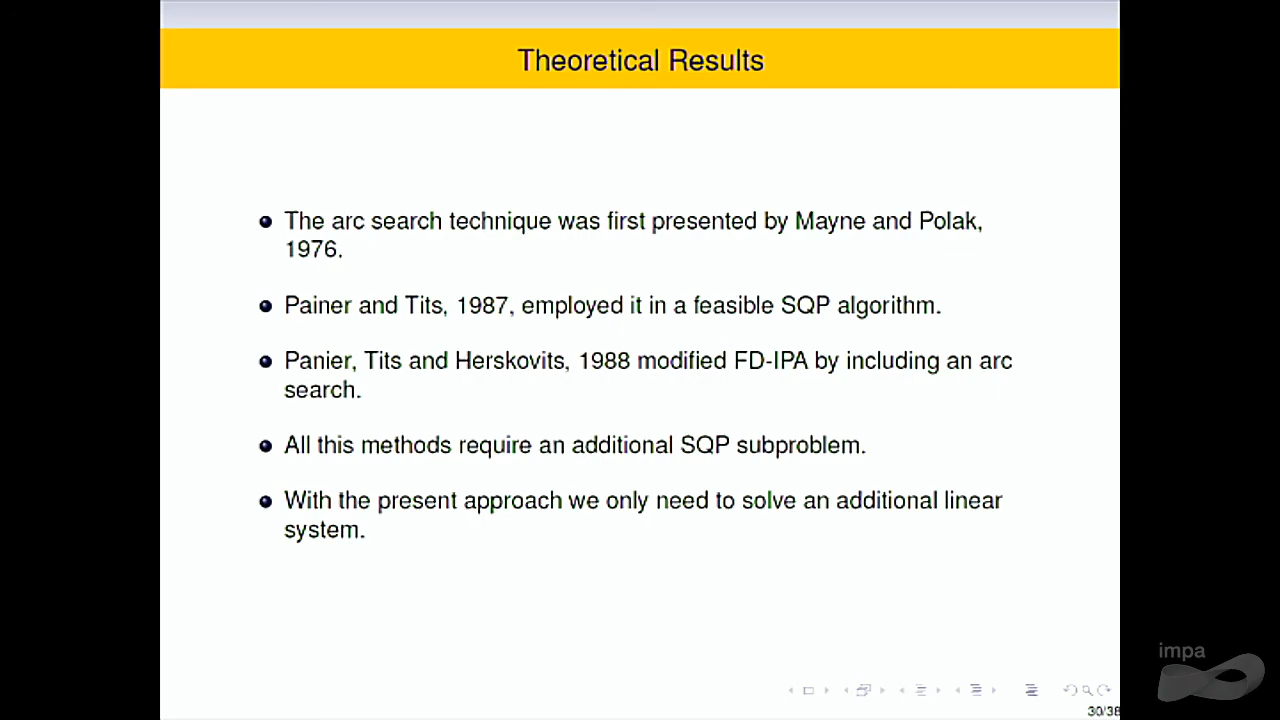 Theoretical Results
The arc search technique was first presented by Mayne and Polak,
1976.
Painer and Tits, 1987, employed it in a feasible SQP algorithm.
Panier, Tits and Herskovits, 1988 modified FD-IPA by including an arc
search.
All this methods require an additional SQP subproblem.
With the present approach we only need to solve an additional linear
system.
impa
30/38